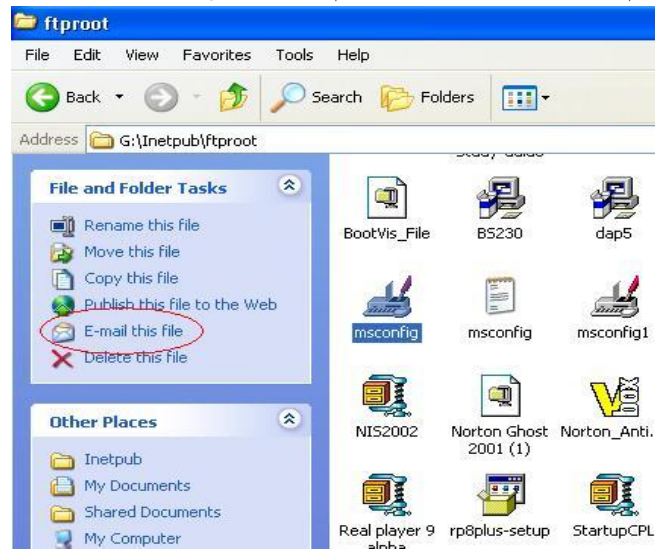 ftproot
File Edit View Favorites Tools Help
Back Search Folders
Address G:\Inetpub\ftproot
File and Folder Tasks
Rename this file
Move this file
Copy this file
Publish this file to the Web
E-mail this file
Delete this file
Other Places
Inetpub
My Documents
Shared Documents
My Computer
BootVis_File BS230 dap5
msconfig msconfig msconfig1
NIS2002 Norton Ghost Norton_Anti.
2001 (1)
Real player 9 rp8plus-setup StartupCPL
alpha